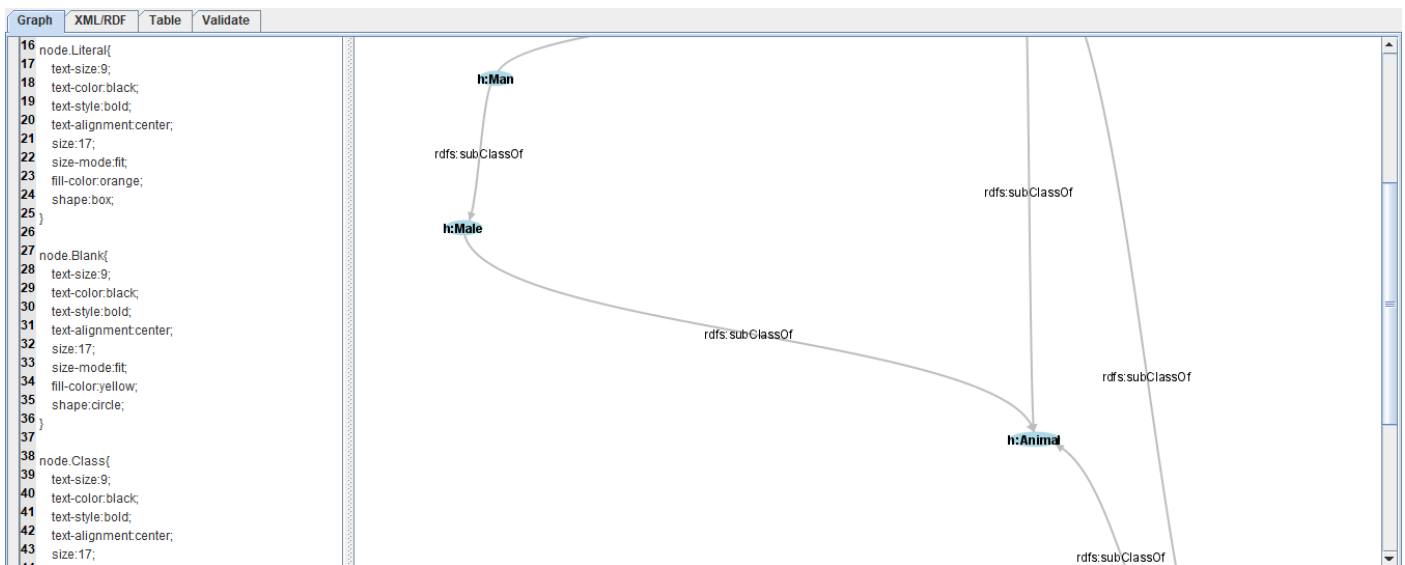 Graph XML/RDF Table Validate
16 node.Literal{
17 text-size:9;
18 text-color:black;
19 text-style:bold;
20 text-alignment:center;
21 size:17;
22 size-mode:fit;
23 fill-color:orange;
24 shape:box;
25 }
26
27 node.Blank{
28 text-size:9;
29 text-color:black;
30 text-style:bold;
31 text-alignment:center;
32 size:17;
33 size-mode:fit;
34 fill-color:yellow;
35 shape:circle;
36 }
37
38 node.Class{
39 text-size:9;
40 text-color:black;
41 text-style:bold;
42 text-alignment:center;
43 size:17;
h:Man
rdfs:subClassOf
rdfs:subClassOf
h:Male
rdfs:subClassOf
rdfs:subClassOf
h:Animal
rdfs:subClassOf